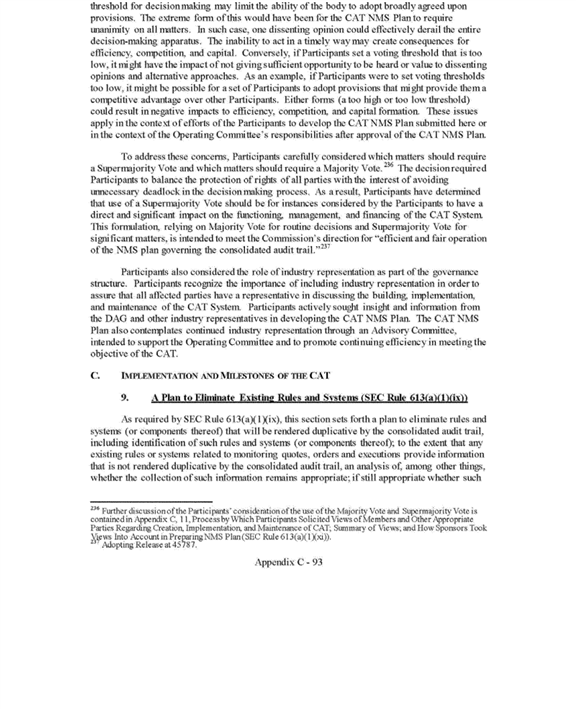 threshold for decision making may limit the ability of the body to adopt broadly agreed upon
provisions. The extreme form of this would have been for the CAT NMS Plan to require
unanimity on all matters. In such case, one dissenting opinion could effectively derail the entire
decision-making apparatus. The inability to act in a timely way may create consequences for
efficiency, competition, and capital. Conversely, if Participants set a voting threshold that is too
low, it might have the impact of not giving sufficient opportunity to be heard or value to dissenting
opinions and alternative approaches. As an example, if Participants were to set voting thresholds
too low, it might be possible for a set of Participants to adopt provisions that might provide them a
competitive advantage over other Participants. Either forms (a too high or too low threshold)
could result in negative impacts to efficiency, competition, and capital formation. These issues
apply in the context of efforts of the Participants to develop the CAT NMS Plan submitted here or
in the context of the Operating Committee's responsibilities after approval of the CAT NMS Plan.
To address these concerns, Participants carefully considered which matters should require
a Supermajority Vote and which matters should require a Majority Vote.236 The decision required
Participants to balance the protection of rights of all parties with the interest of avoiding
unnecessary deadlock in the decision making process. As a result, Participants have determined
that use of a Supermajority Vote should be for instances considered by the Participants to have a
direct and significant impact on the functioning, management, and financing of the CAT System.
This formulation, relying on Majority Vote for routine decisions and Supermajority Vote for
significant matters, is intended to meet the Commission's direction for "efficient and fair operation
of the NMS plan governing the consolidated audit trail."237
Participants also considered the role of industry representation as part of the governance
structure. Participants recognize the importance of including industry representation in order to
assure that all affected parties have a representative in discussing the building, implementation,
and maintenance of the CAT System. Participants actively sought insight and information from
the DAG and other industry representatives in developing the CAT NMS Plan. The CAT NMS
Plan also contemplates continued industry representation through an Advisory Committee,
intended to support the Operating Committee and to promote continuing efficiency in meeting the
objective of the CAT.
C. IMPLEMENTATION AND MILESTONES OF THE CAT
9. A Plan to Eliminate Existing Rules and Systems (SEC Rule 613(a)(1)(ix))
As required by SEC Rule 613(a)(1)(ix), this section sets forth a plan to eliminate rules and
systems (or components thereof) that will be rendered duplicative by the consolidated audit trail,
including identification of such rules and systems (or components thereof); to the extent that any
existing rules or systems related to monitoring quotes, orders and executions provide information
that is not rendered duplicative by the consolidated audit trail, an analysis of, among other things,
whether the collection of such information remains appropriate; if still appropriate whether such
236 Further discussion of the Participants' consideration of the use of the Majority Vote and Supermajority Vote is
contained in Appendix C, 11, Process by Which Participants Solicited Views of Members and Other Appropriate
Parties Regarding Creation, Implementation, and Maintenance of CAT; Summary of Views; and How Sponsors Took
Views Into Account in Preparing NMS Plan (SEC Rule 613(a)(1)(xi)).
237 Adopting Release at 45787.
Appendix C - 93